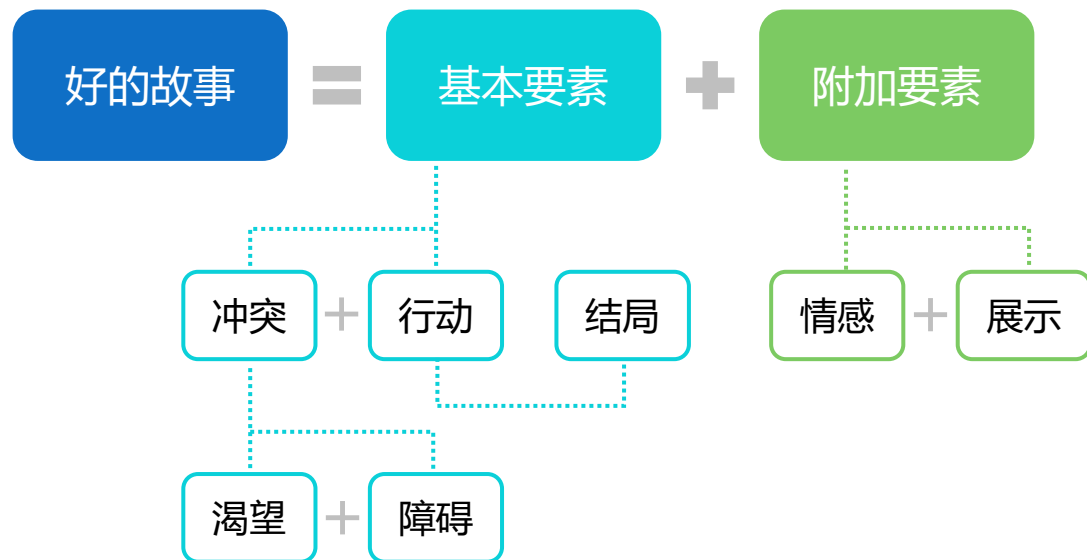 好的故事 = 基本要素 + 附加要素
冲突 + 行动 结局 情感 + 展示
渴望 + 障碍